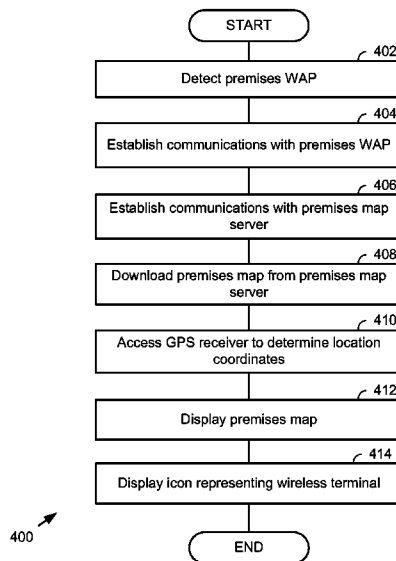 START
402
Detect premises WAP
404
Establish communications with premises WAP
406
Establish communications with premises map
server
408
Download premises map from premises map
server
410
Access GPS receiver to determine location
coordinates
412
Display premises map
414
Display icon representing wireless terminal
400
END